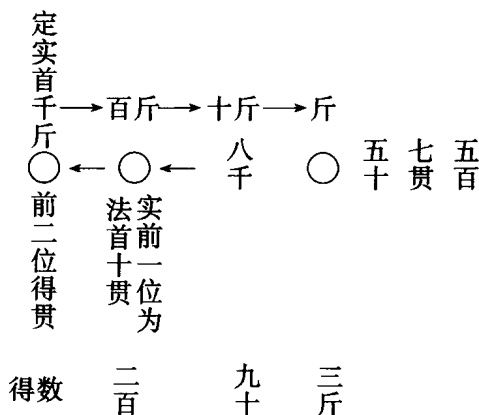 定实首千斤→百斤→十斤→斤
○←○←八千 ○ 五十 七贯 五百
前二位得贯
法首十贯
实前一位为
得数 二百 九十 三斤